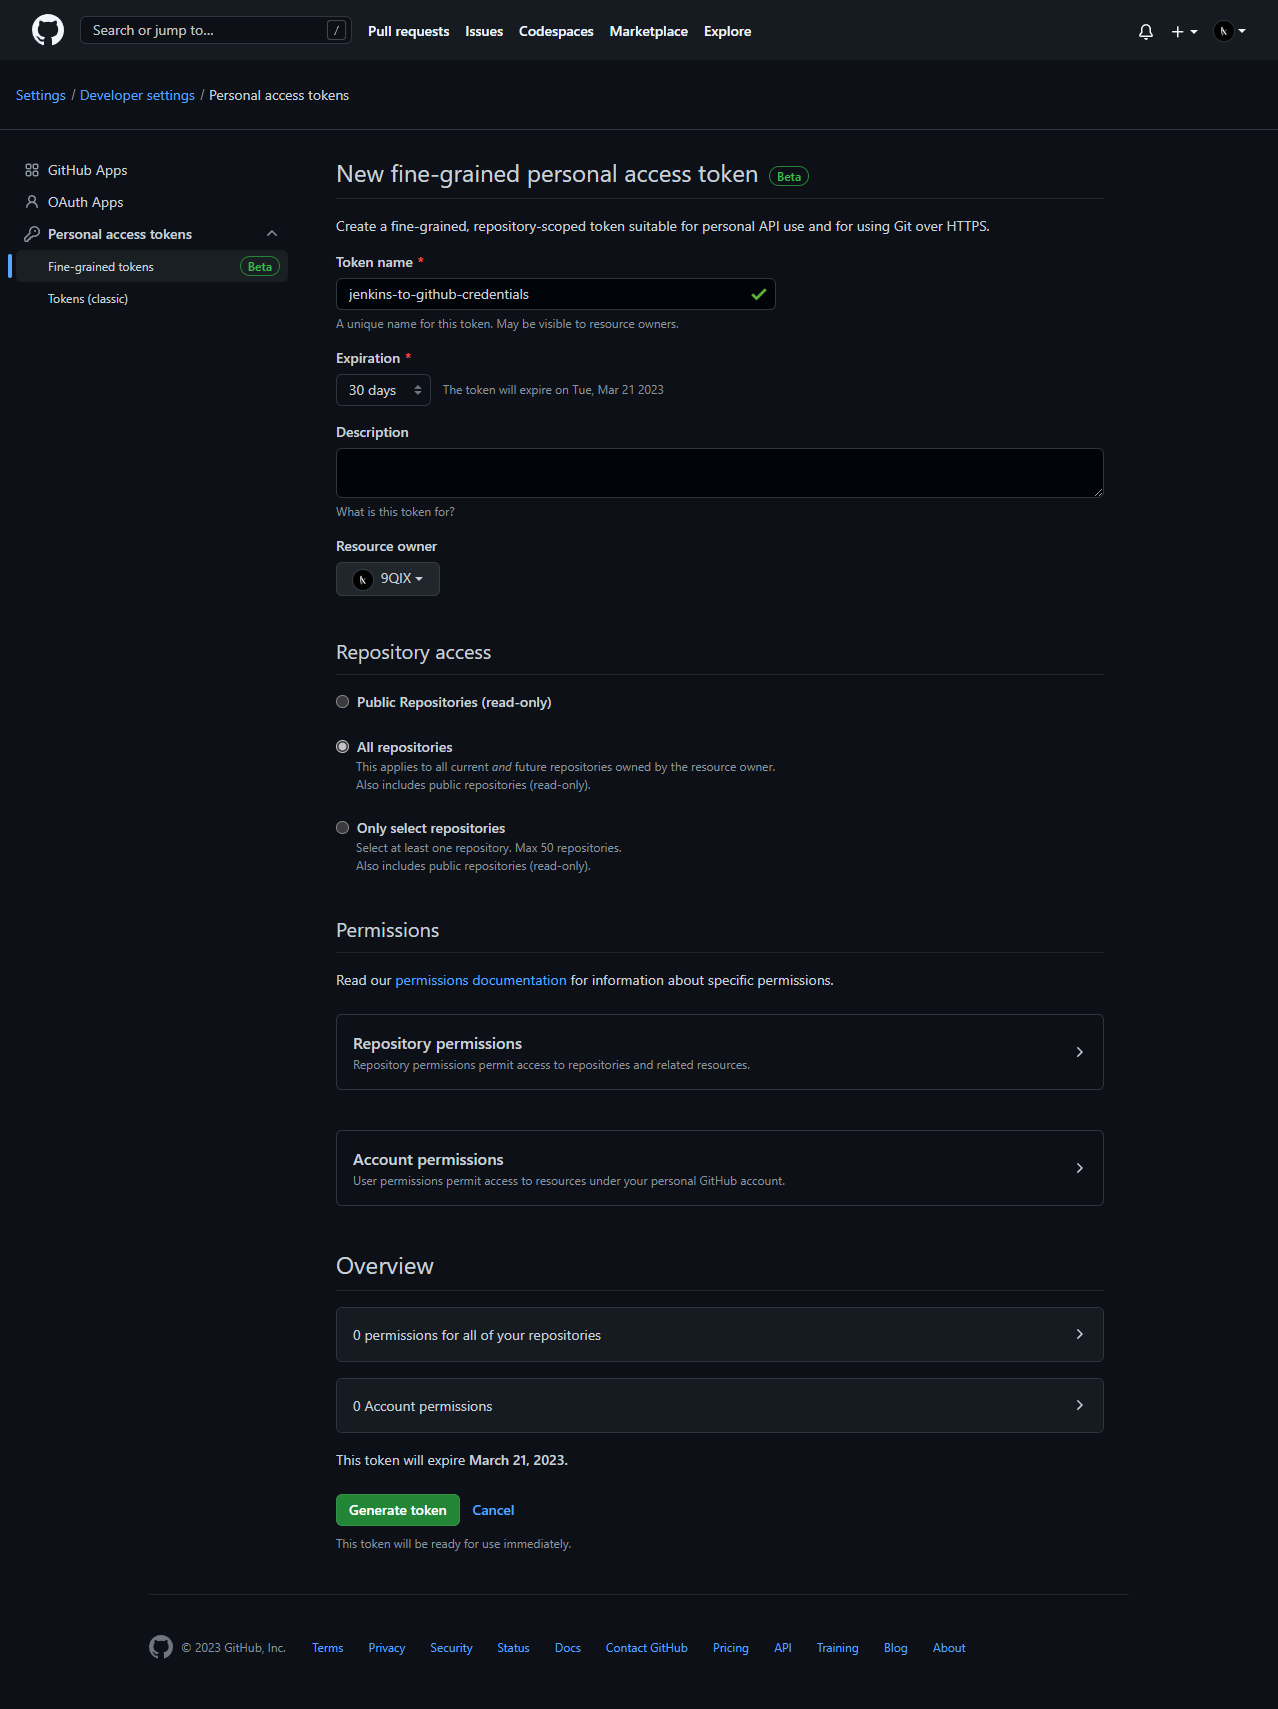 Search or jump to... /
Pull requests Issues Codespaces Marketplace Explore
Settings / Developer settings / Personal access tokens
GitHub Apps
OAuth Apps
Personal access tokens
Fine-grained tokens Beta
Tokens (classic)
New fine-grained personal access token Beta
Create a fine-grained, repository-scoped token suitable for personal API use and for using Git over HTTPS.
Token name *
jenkins-to-github-credentials
A unique name for this token. May be visible to resource owners.
Expiration *
30 days The token will expire on Tue, Mar 21 2023
Description
What is this token for?
Resource owner
9QIX
Repository access
Public Repositories (read-only)
All repositories
This applies to all current and future repositories owned by the resource owner.
Also includes public repositories (read-only).
Only select repositories
Select at least one repository. Max 50 repositories.
Also includes public repositories (read-only).
Permissions
Read our permissions documentation for information about specific permissions.
Repository permissions
Repository permissions permit access to repositories and related resources.
Account permissions
User permissions permit access to resources under your personal GitHub account.
Overview
0 permissions for all of your repositories
0 Account permissions
This token will expire March 21, 2023.
Generate token Cancel
This token will be ready for use immediately.
© 2023 GitHub, Inc. Terms Privacy Security Status Docs Contact GitHub Pricing API Training Blog About